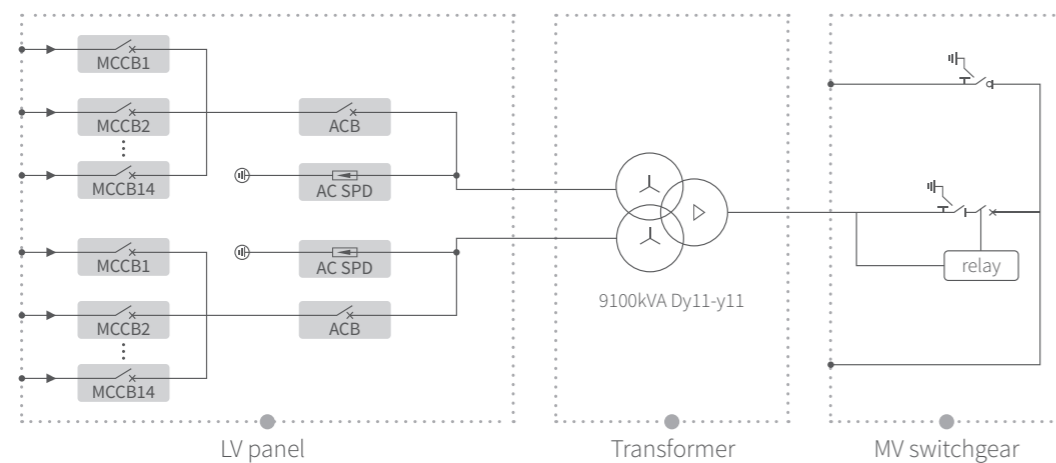 MCCB1
MCCB2
ACB
MCCB14
AC SPD
MCCB1
AC SPD
MCCB2
ACB
MCCB14
9100kVA Dy11-y11
relay
LV panel
Transformer
MV switchgear